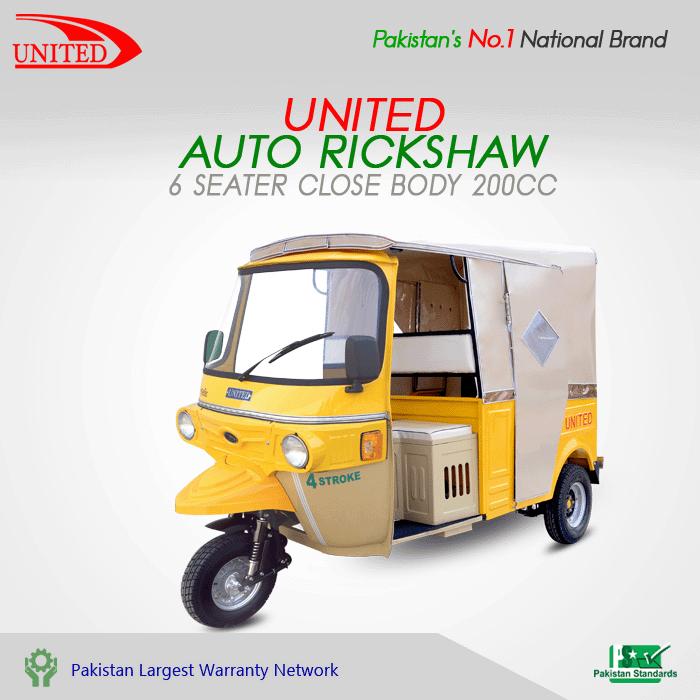 UNITED
Pakistan's No.1 National Brand
UNITED
AUTO RICKSHAW
6 SEATER CLOSE BODY 200CC
UNITED
UNITED
4 STROKE
Pakistan Largest Warranty Network
Pakistan Standards